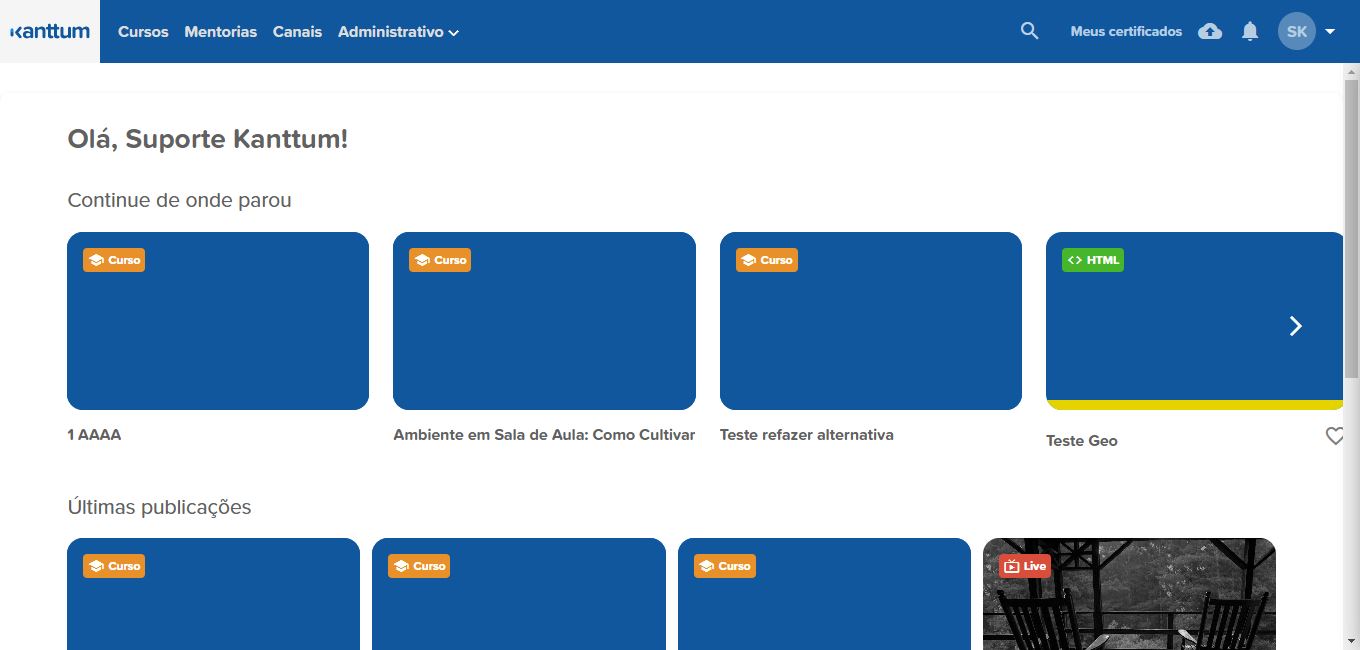 Kanttum
Cursos Mentorias Canais Administrativo
Meus certificados
SK
Olá, Suporte Kanttum!
Continue de onde parou
Curso
Curso
Curso
HTML
1 AAAA
Ambiente em Sala de Aula: Como Cultivar
Teste refazer alternativa
Teste Geo
Últimas publicações
Curso
Curso
Curso
Live